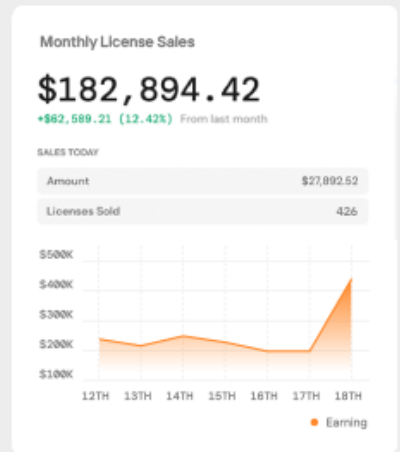 Monthly License Sales
$182,894.42
+$62,589.21 (12.42%) From last month
SALES TODAY
Amount $27,892.52
Licenses Sold 426
$500K
$400K
$300K
$200K
$100K
12TH 13TH 14TH 15TH 16TH 17TH 18TH
Earning